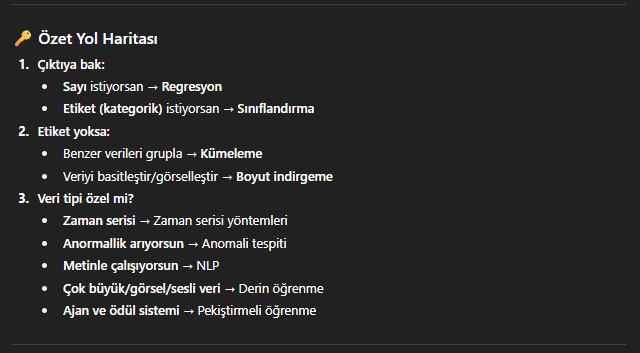 🔑 Özet Yol Haritası
1. Çıktıya bak:
• Sayı istiyorsan → Regresyon
• Etiket (kategorik) istiyorsan → Sınıflandırma
2. Etiket yoksa:
• Benzer verileri grupla → Kümeleme
• Veriyi basitleştir/görselleştir → Boyut indirgeme
3. Veri tipi özel mi?
• Zaman serisi → Zaman serisi yöntemleri
• Anormallik arıyorsun → Anomali tespiti
• Metinle çalışıyorsun → NLP
• Çok büyük/görsel/sesli veri → Derin öğrenme
• Ajan ve ödül sistemi → Pekiştirmeli öğrenme